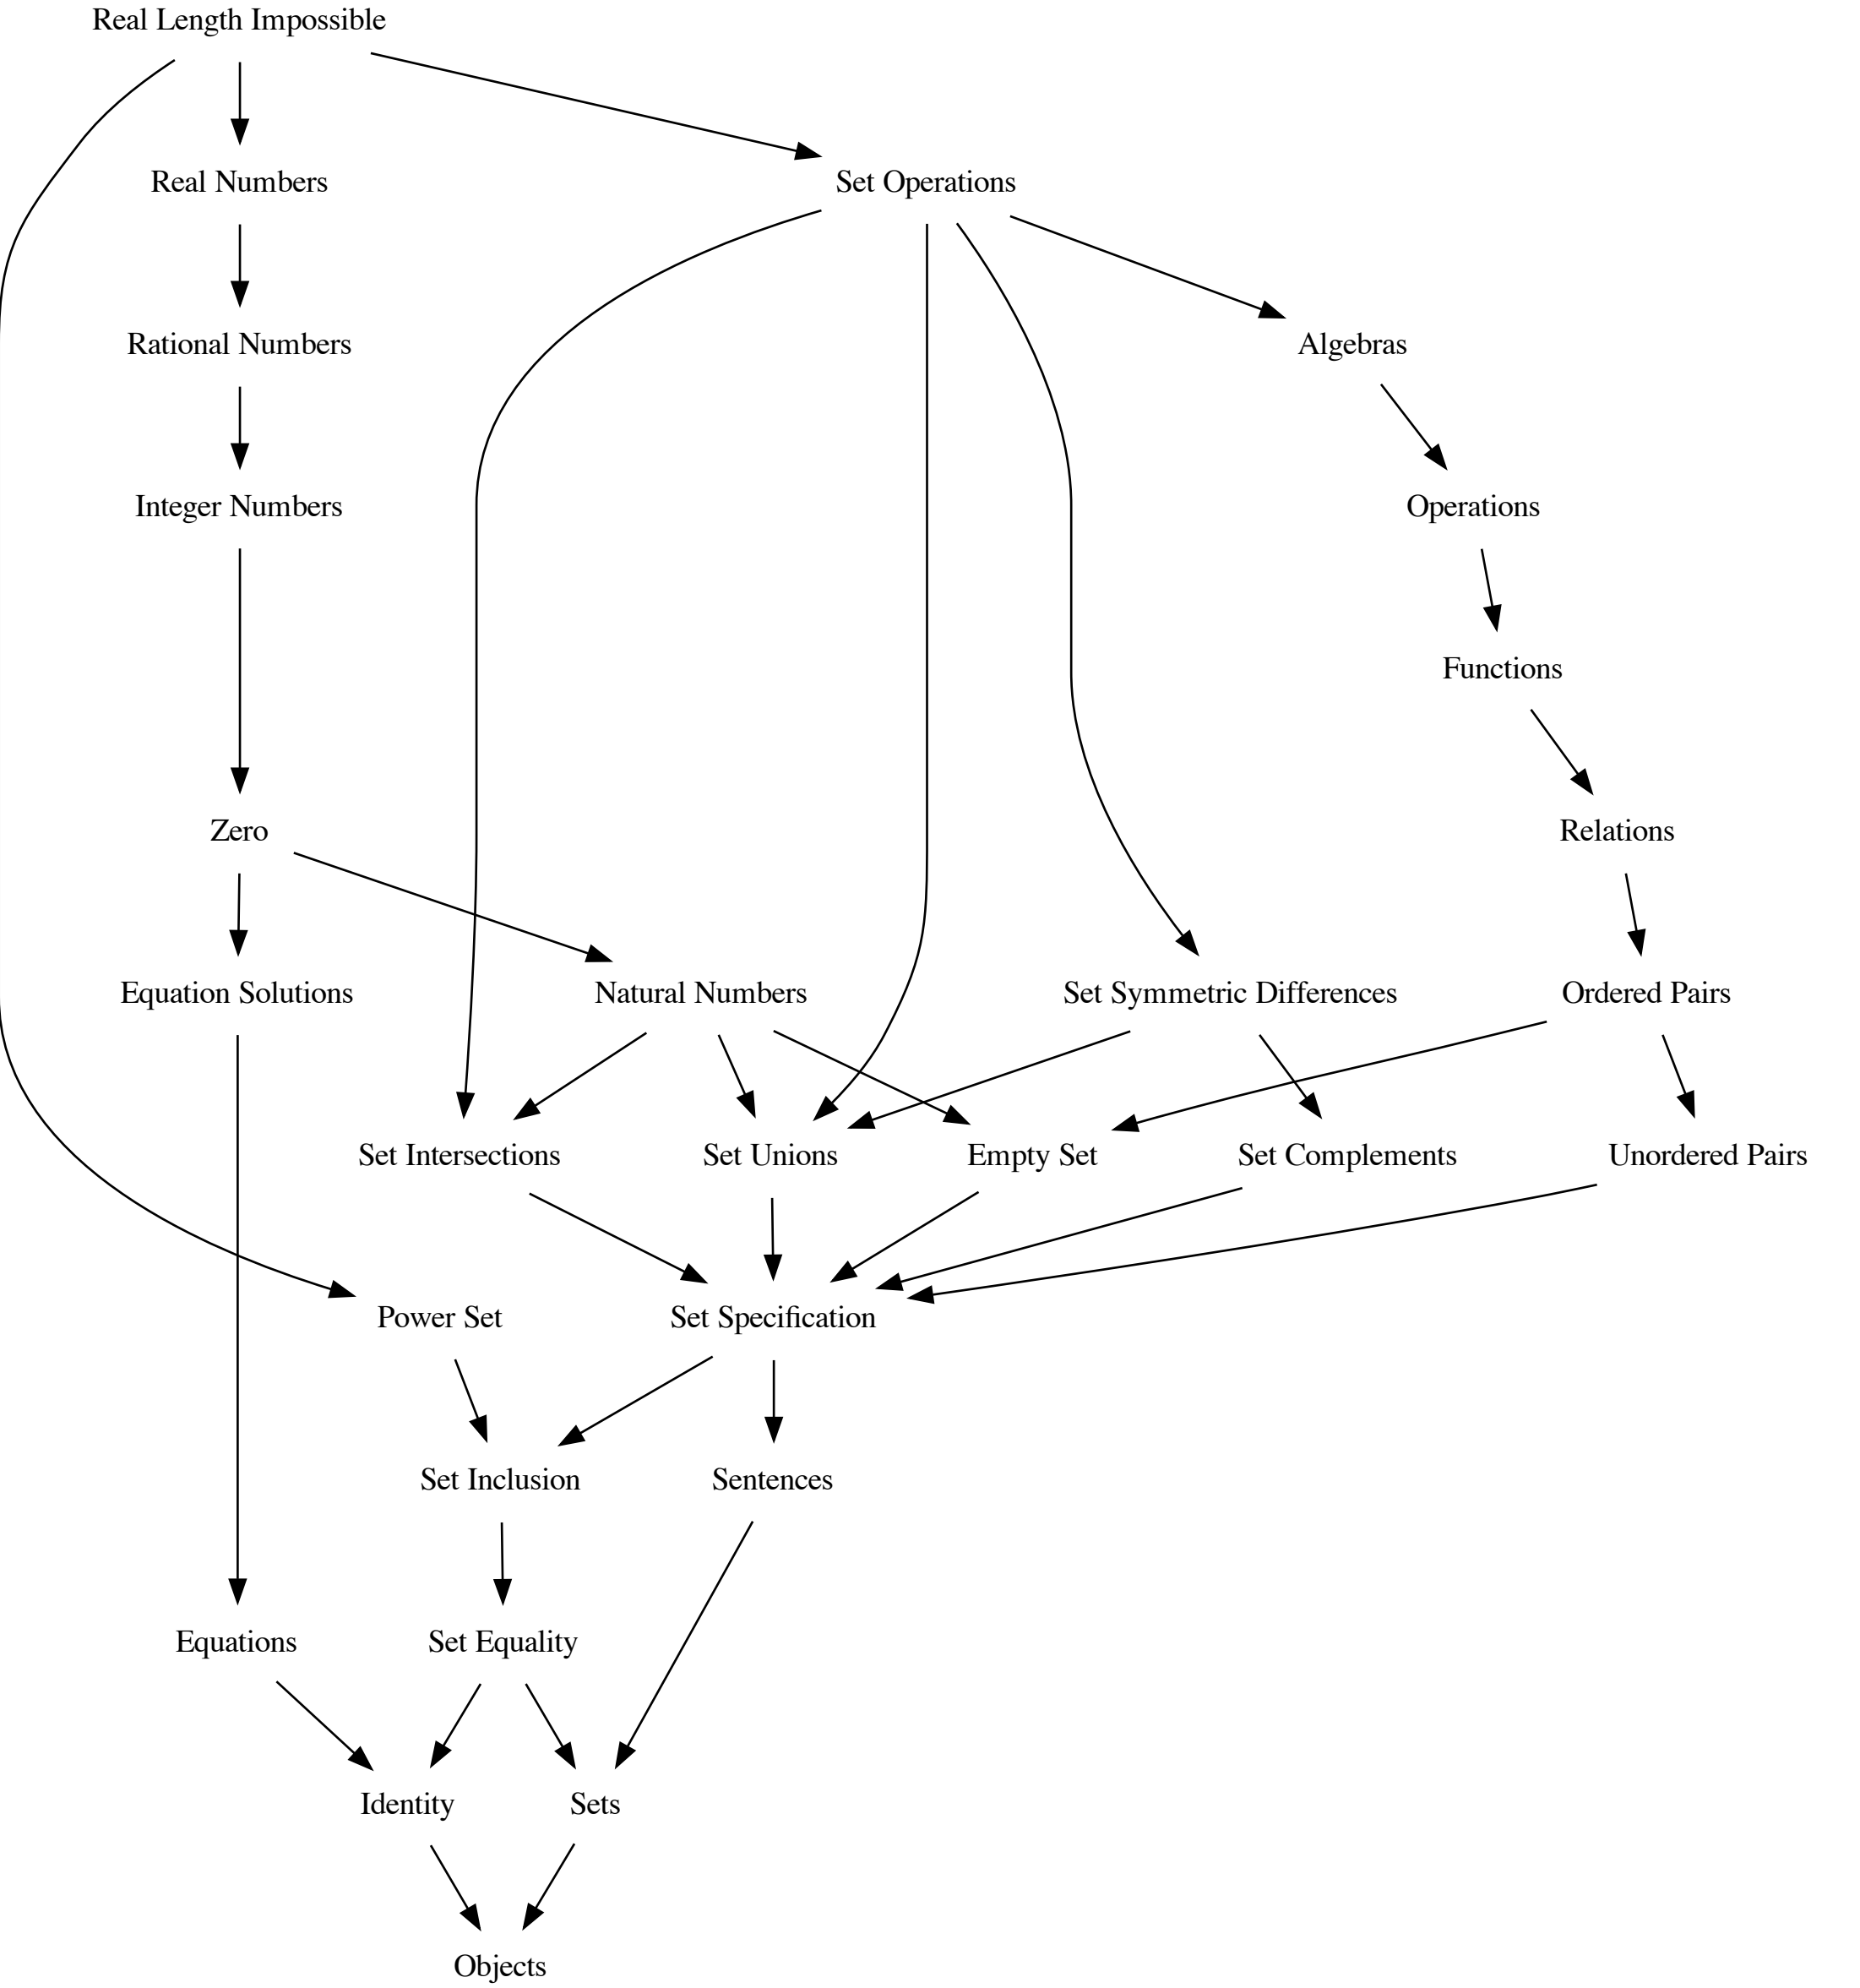 Real Length Impossible
Real Numbers
Set Operations
Rational Numbers
Algebras
Integer Numbers
Operations
Functions
Zero
Relations
Equation Solutions
Natural Numbers
Set Symmetric Differences
Ordered Pairs
Set Intersections
Set Unions
Empty Set
Set Complements
Unordered Pairs
Power Set
Set Specification
Set Inclusion
Sentences
Equations
Set Equality
Identity
Sets
Objects